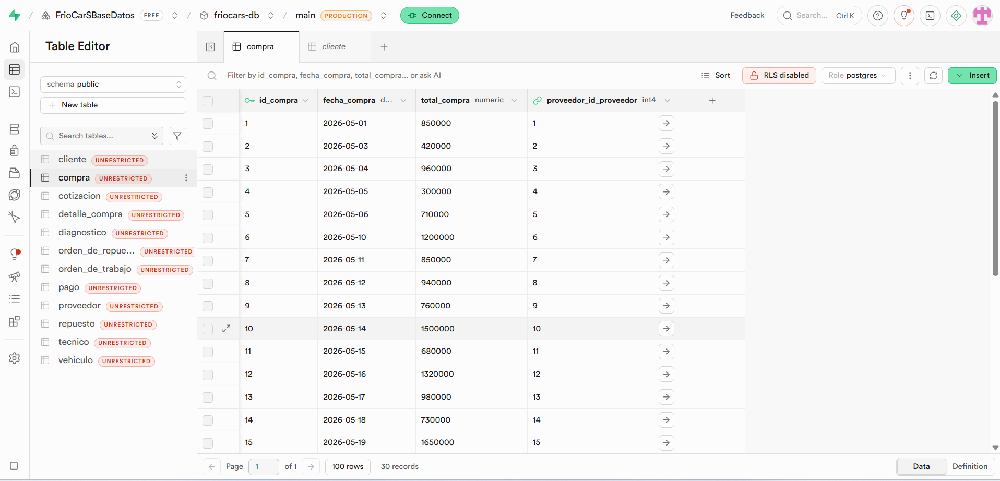 FrioCarSBaseDatos FREE / friocars-db / main PRODUCTION Connect Feedback Search... Ctrl K
Table Editor
schema public
New table
Search tables...
cliente UNRESTRICTED
compra UNRESTRICTED
cotizacion UNRESTRICTED
detalle_compra UNRESTRICTED
diagnostico UNRESTRICTED
orden_de_repue... UNRESTRICTED
orden_de_trabajo UNRESTRICTED
pago UNRESTRICTED
proveedor UNRESTRICTED
repuesto UNRESTRICTED
tecnico UNRESTRICTED
vehiculo UNRESTRICTED
compra cliente
Filter by id_compra, fecha_compra, total_compra... or ask AI Sort RLS disabled Role postgres Insert
id_compra fecha_compra d... total_compra numeric proveedor_id_proveedor int4
1 2026-05-01 850000 1
2 2026-05-03 420000 2
3 2026-05-04 960000 3
4 2026-05-05 300000 4
5 2026-05-06 710000 5
6 2026-05-10 1200000 6
7 2026-05-11 850000 7
8 2026-05-12 940000 8
9 2026-05-13 760000 9
10 2026-05-14 1500000 10
11 2026-05-15 680000 11
12 2026-05-16 1320000 12
13 2026-05-17 980000 13
14 2026-05-18 730000 14
15 2026-05-19 1650000 15
Page 1 of 1 100 rows 30 records Data Definition